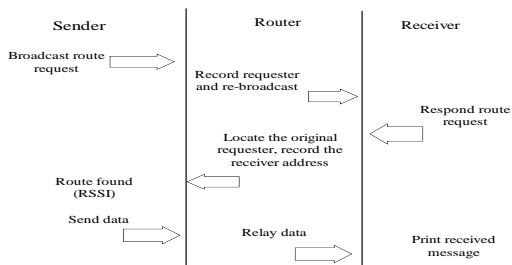 Sender
Router
Receiver
Broadcast route
request
Record requester
and re-broadcast
Respond route
request
Locate the original
requester, record the
receiver address
Route found
(RSSI)
Send data
Relay data
Print received
message